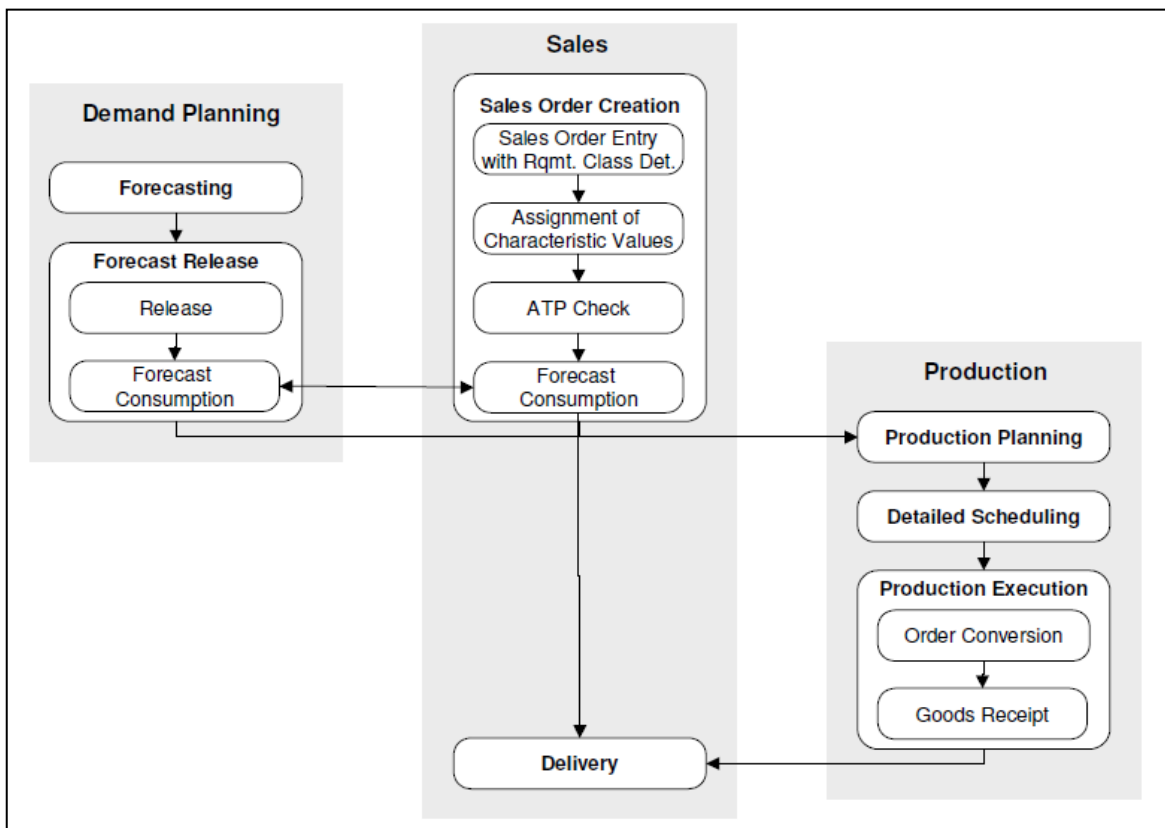 Demand Planning
Forecasting
Forecast Release
Release
Forecast
Consumption
Sales
Sales Order Creation
Sales Order Entry
with Rqmt. Class Det.
Assignment of
Characteristic Values
ATP Check
Forecast
Consumption
Delivery
Production
Production Planning
Detailed Scheduling
Production Execution
Order Conversion
Goods Receipt